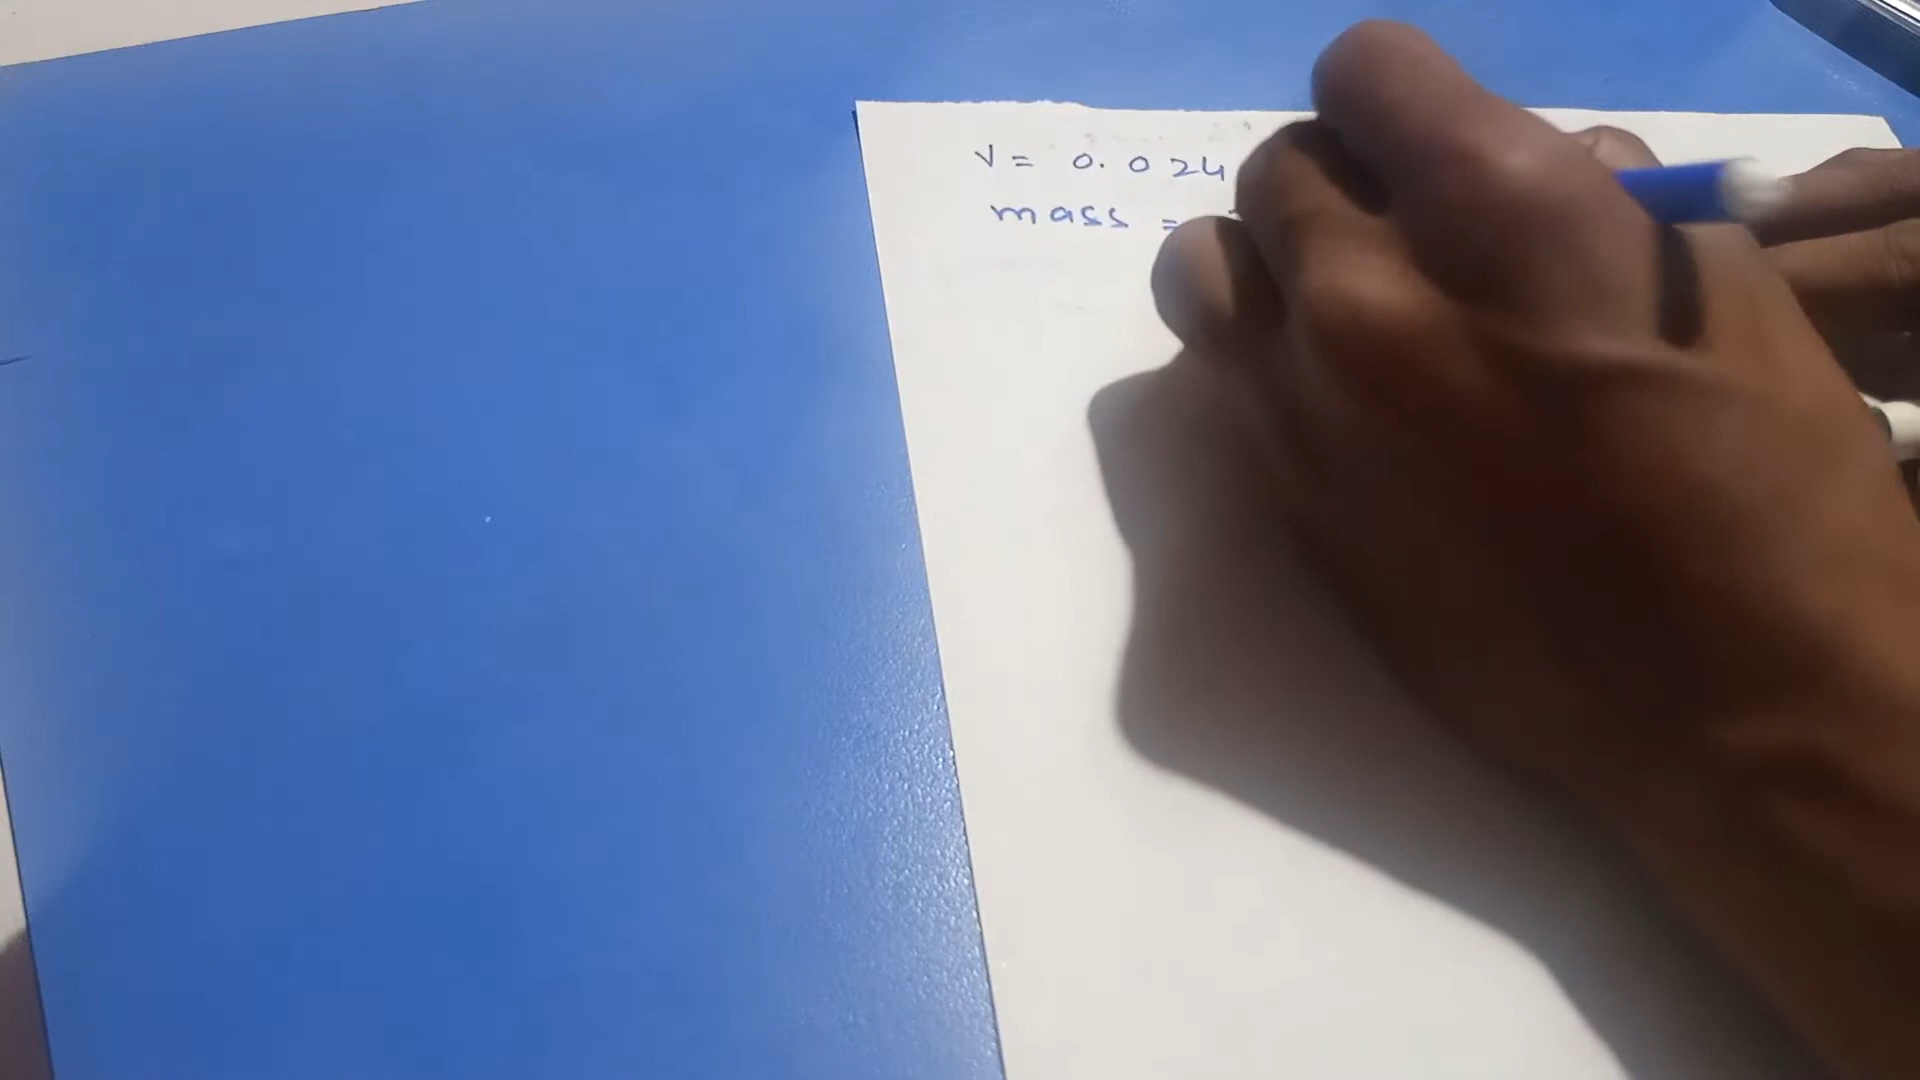 V = 0.024
mass =